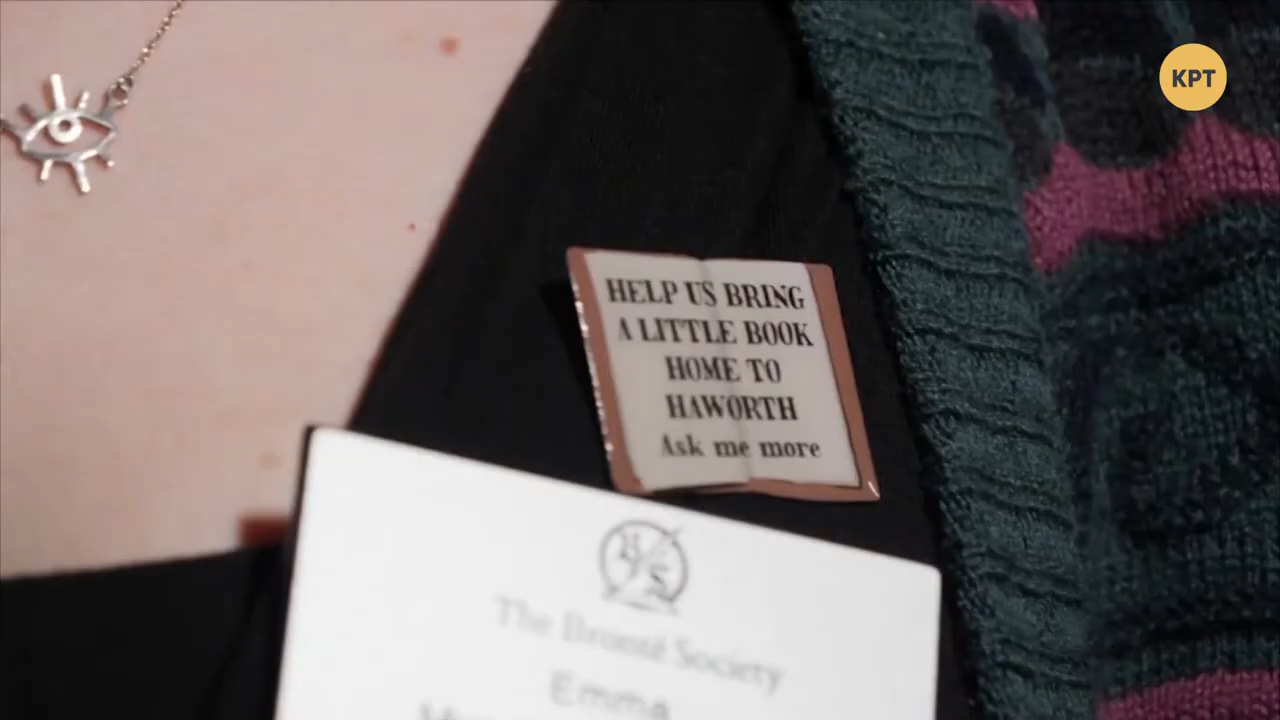 KPT
HELP US BRING
A LITTLE BOOK
HOME TO
HAWORTH
Ask me more
The Brontë Society
Emma